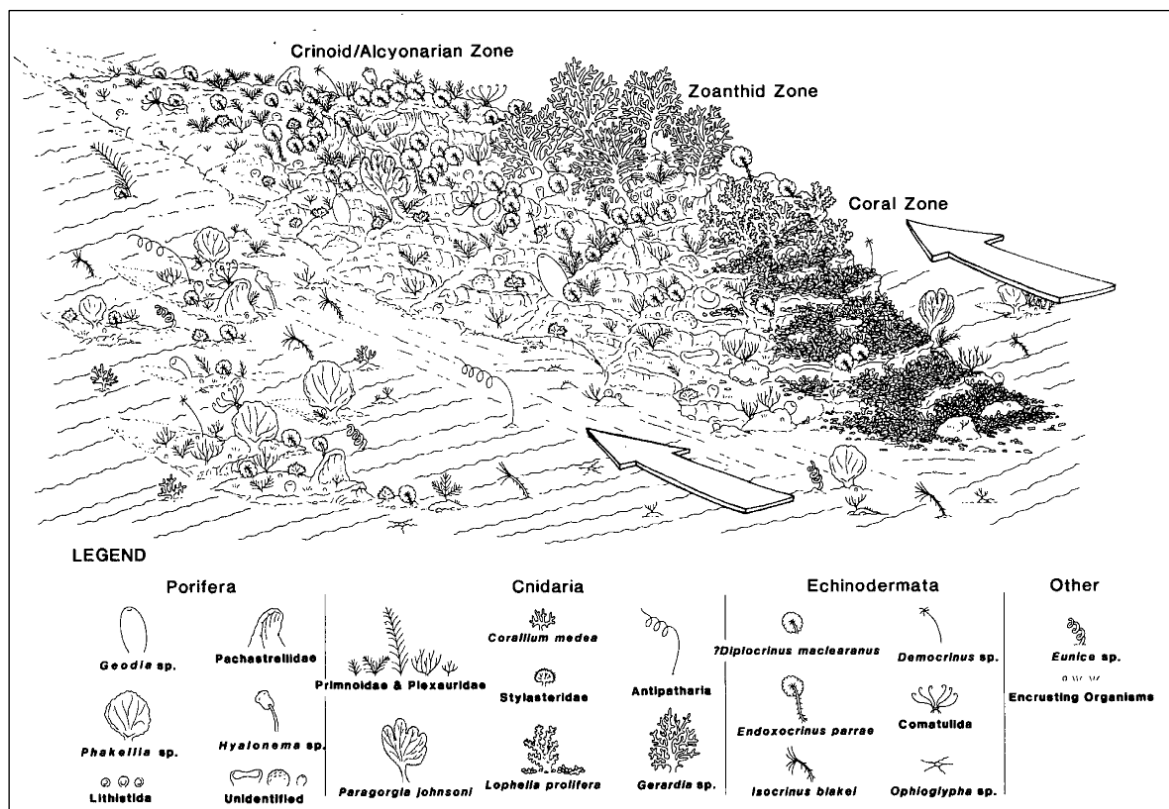 Crinoid/Alcyonarian Zone
Zoanthid Zone
Coral Zone
LEGEND
Porifera
Geodia sp.
Pachastrellidae
Phakellia sp.
Hyalonema sp.
Lithistida
Unidentified
Cnidaria
Primnoidae & Plexauridae
Corallium medea
Stylasteridae
Antipatharia
Paragorgia johnsoni
Lophelia prolifera
Gerardia sp.
Echinodermata
?Diplocrinus maclearanus
Democrinus sp.
Endoxocrinus parrae
Comatulida
Isocrinus blakei
Ophioglypha sp.
Other
Eunice sp.
Encrusting Organisms